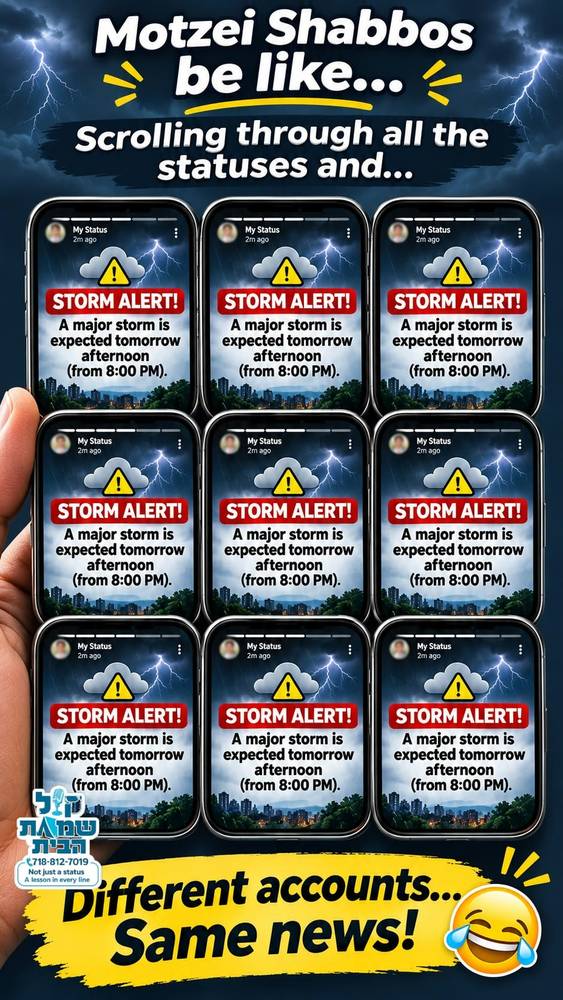 Motzei Shabbos
be like...
Scrolling through all the
statuses and...
My Status
2m ago
STORM ALERT!
A major storm is
expected tomorrow
afternoon
(from 8:00 PM).
My Status
2m ago
STORM ALERT!
A major storm is
expected tomorrow
afternoon
(from 8:00 PM).
My Status
2m ago
STORM ALERT!
A major storm is
expected tomorrow
afternoon
(from 8:00 PM).
My Status
2m ago
STORM ALERT!
A major storm is
expected tomorrow
afternoon
(from 8:00 PM).
My Status
2m ago
STORM ALERT!
A major storm is
expected tomorrow
afternoon
(from 8:00 PM).
My Status
2m ago
STORM ALERT!
A major storm is
expected tomorrow
afternoon
(from 8:00 PM).
My Status
2m ago
STORM ALERT!
A major storm is
expected tomorrow
afternoon
(from 8:00 PM).
My Status
2m ago
STORM ALERT!
A major storm is
expected tomorrow
afternoon
(from 8:00 PM).
My Status
2m ago
STORM ALERT!
A major storm is
expected tomorrow
afternoon
(from 8:00 PM).
הבית
718-812-7019
Not just a status
A lesson in every line
Different accounts...
Same news!